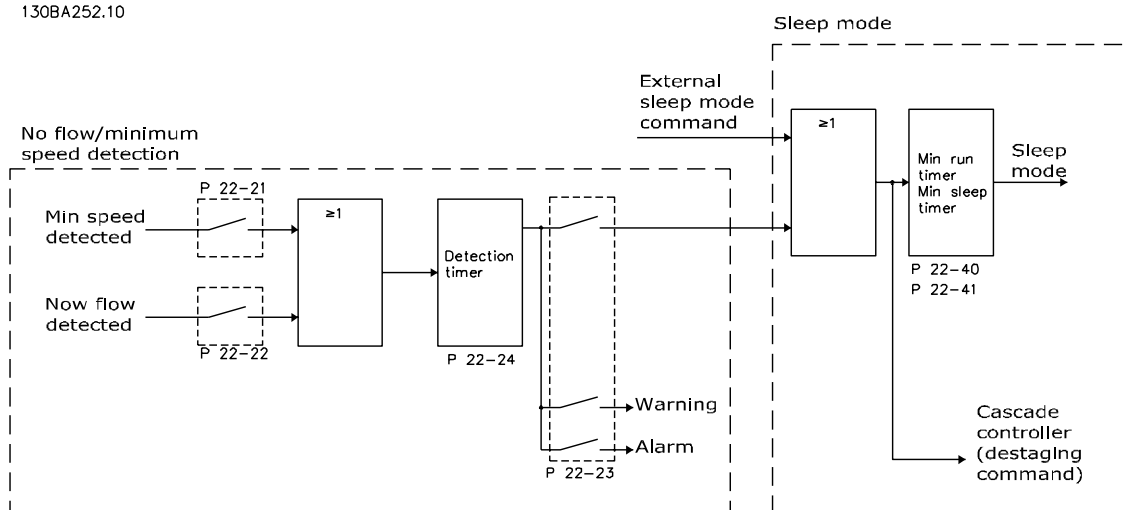 130BA252.10
Sleep mode
External
sleep mode
command
No flow/minimum
speed detection
P 22-21
Min speed
detected
≥1
Now flow
detected
P 22-22
Detection
timer
P 22-24
Warning
Alarm
P 22-23
≥1
Min run
timer
Min sleep
timer
P 22-40
P 22-41
Sleep
mode
Cascade
controller
(destaging
command)